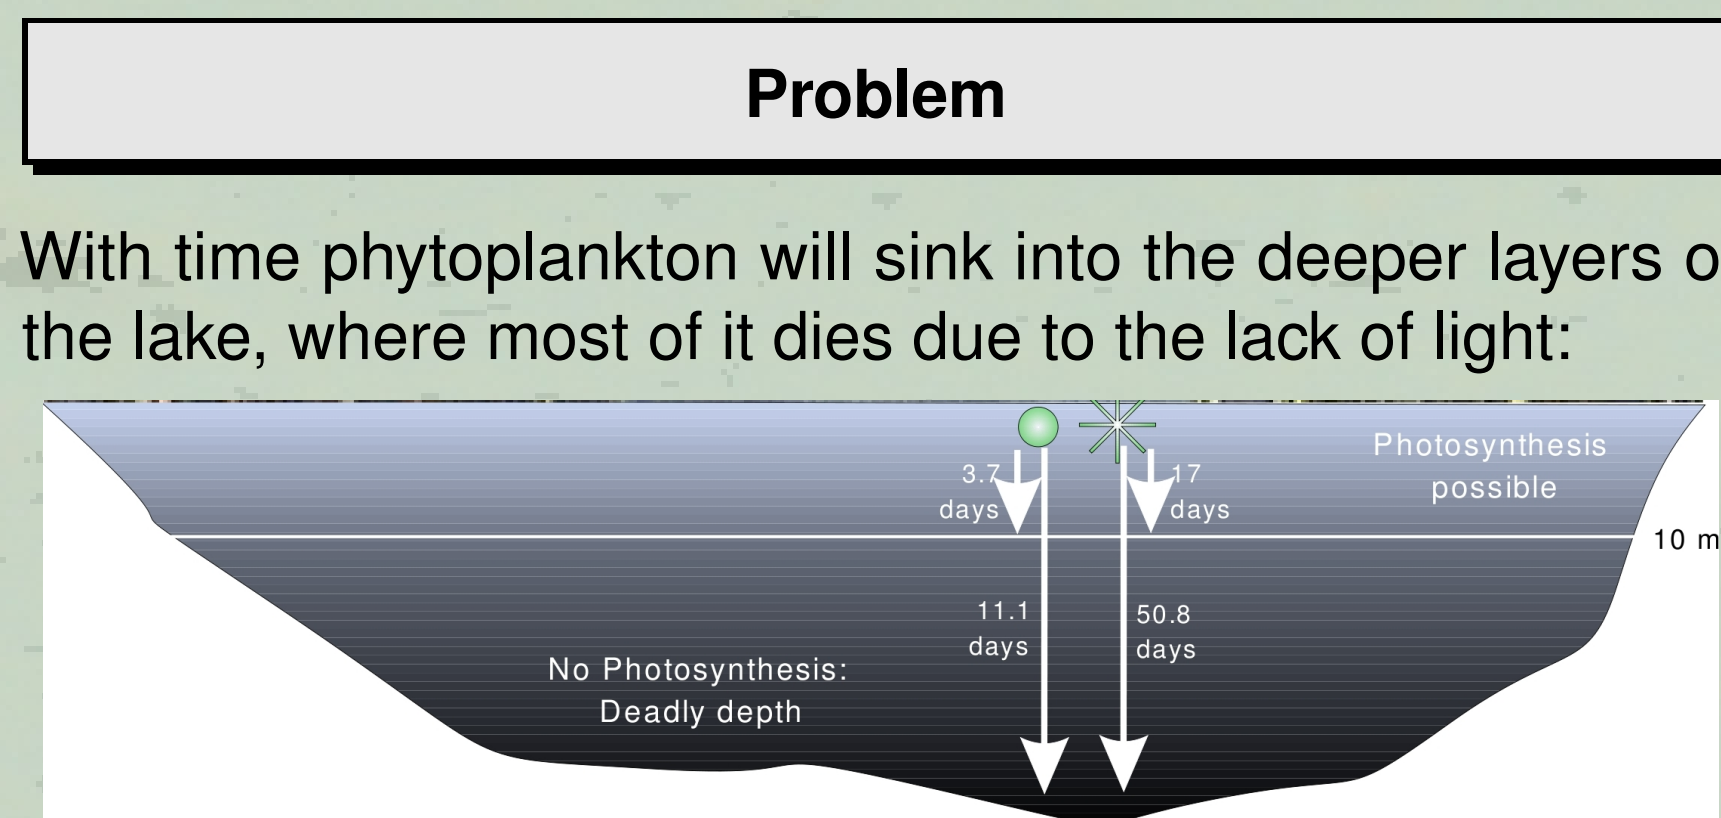 Problem
With time phytoplankton will sink into the deeper layers o
the lake, where most of it dies due to the lack of light:
Photosynthesis
possible
3.7
days
17
days
10 m
11.1
days
50.8
days
No Photosynthesis:
Deadly depth